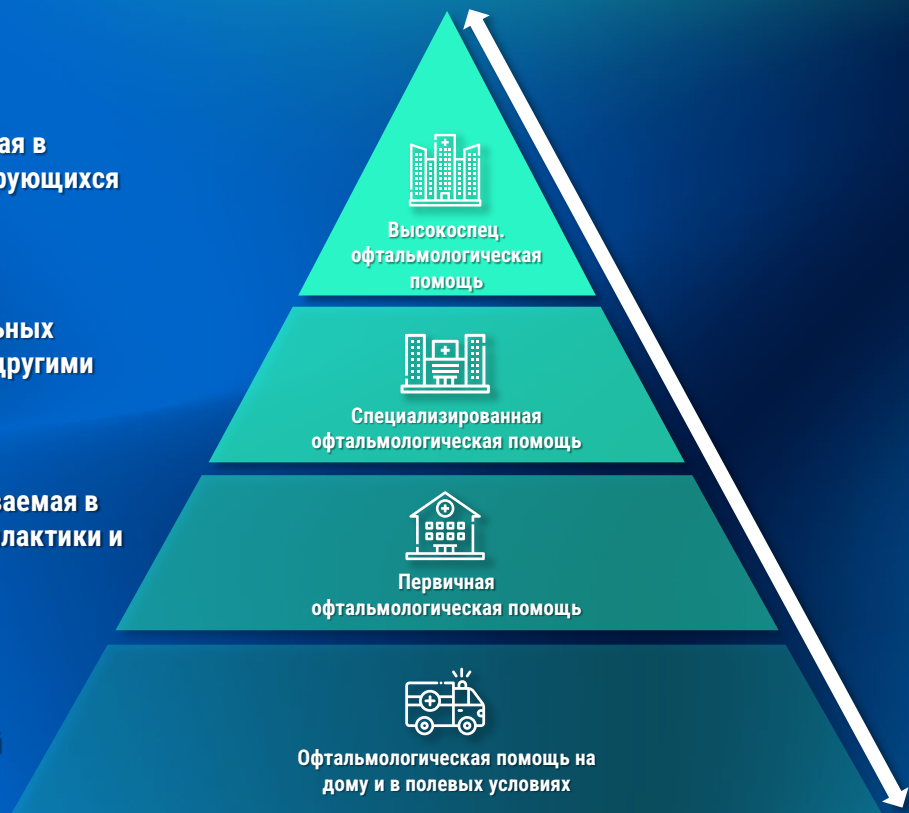 ая в
рующихся
Высокоспец.
офтальмологическая
помощь
ьных
другими
Специализированная
офтальмологическая помощь
ваемая в
лактики и
Первичная
офтальмологическая помощь
Офтальмологическая помощь на
дому и в полевых условиях